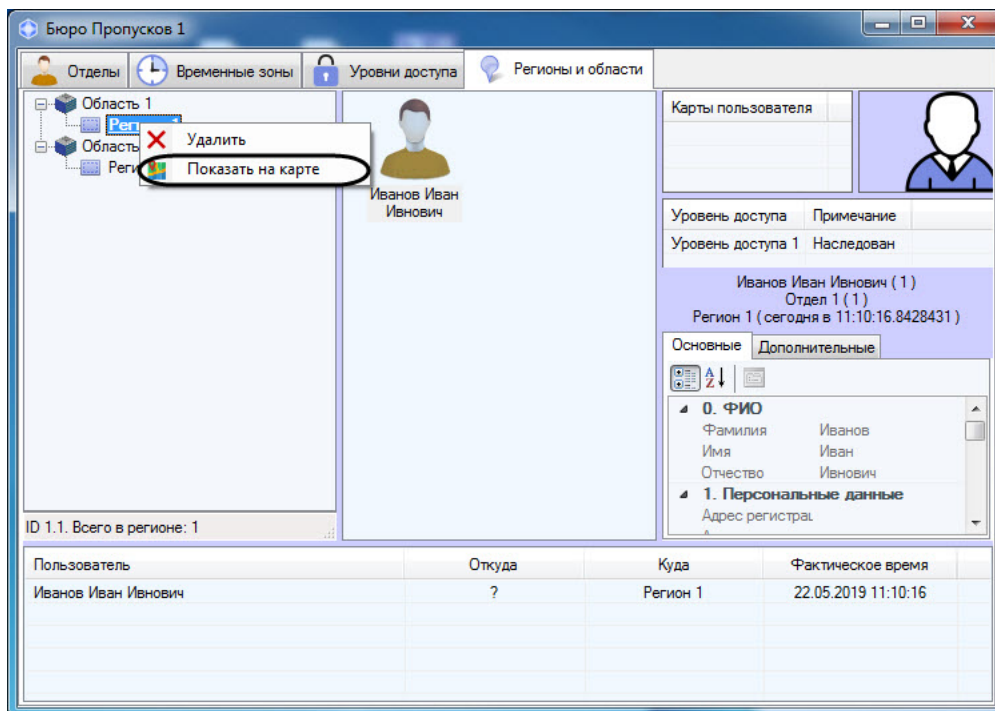 Бюро Пропусков 1
Отделы Временные зоны Уровни доступа Регионы и области
Область 1
Удалить
Показать на карте
Область
Иванов Иван
Ивнович
ID 1.1. Всего в регионе: 1
Карты пользователя
Уровень доступа Примечание
Уровень доступа 1 Наследован
Иванов Иван Ивнович ( 1 )
Отдел 1 ( 1 )
Регион 1 ( сегодня в 11:10:16.8428431 )
Основные Дополнительные
0. ФИО
Фамилия Иванов
Имя Иван
Отчество Ивнович
1. Персональные данные
Адрес регистрац
Пользователь Откуда Куда Фактическое время
Иванов Иван Ивнович ? Регион 1 22.05.2019 11:10:16